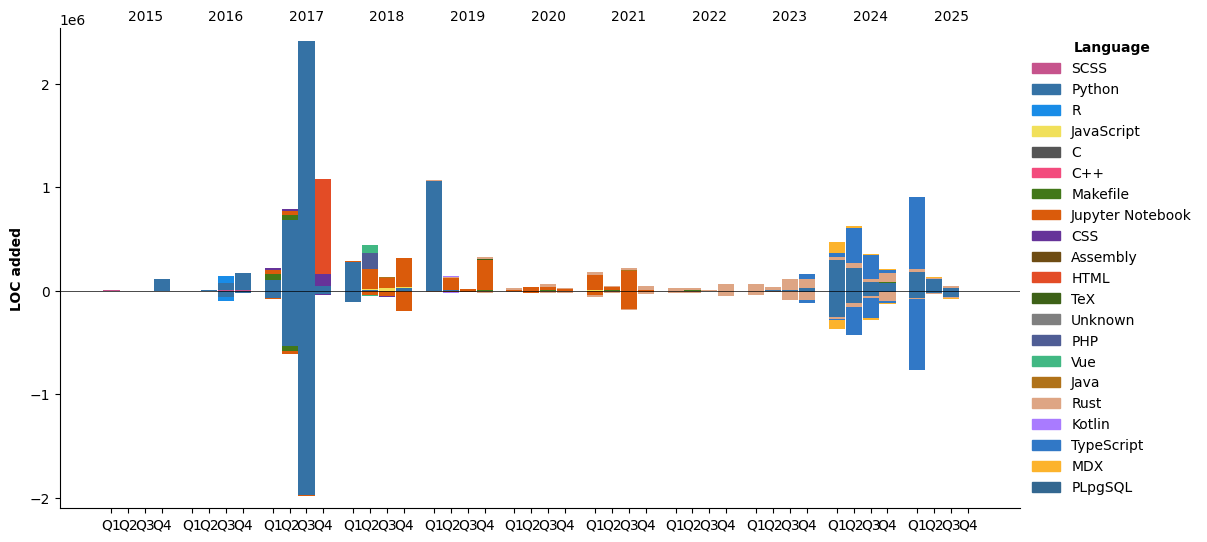 2015 2016 2017 2018 2019 2020 2021 2022 2023 2024 2025
1e6
2
1
0
−1
−2
LOC added
Q1Q2Q3Q4 Q1Q2Q3Q4 Q1Q2Q3Q4 Q1Q2Q3Q4 Q1Q2Q3Q4 Q1Q2Q3Q4 Q1Q2Q3Q4 Q1Q2Q3Q4 Q1Q2Q3Q4 Q1Q2Q3Q4 Q1Q2Q3Q4
Language
SCSS
Python
R
JavaScript
C
C++
Makefile
Jupyter Notebook
CSS
Assembly
HTML
TeX
Unknown
PHP
Vue
Java
Rust
Kotlin
TypeScript
MDX
PLpgSQL